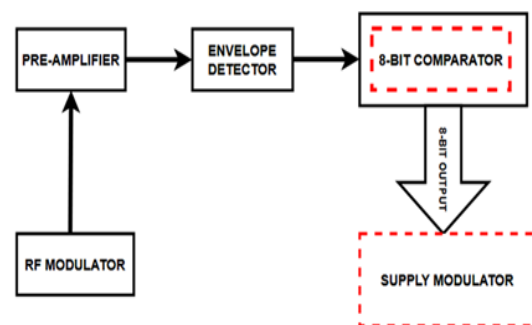 PRE-AMPLIFIER
ENVELOPE
DETECTOR
8-BIT COMPARATOR
8-BIT OUTPUT
RF MODULATOR
SUPPLY MODULATOR